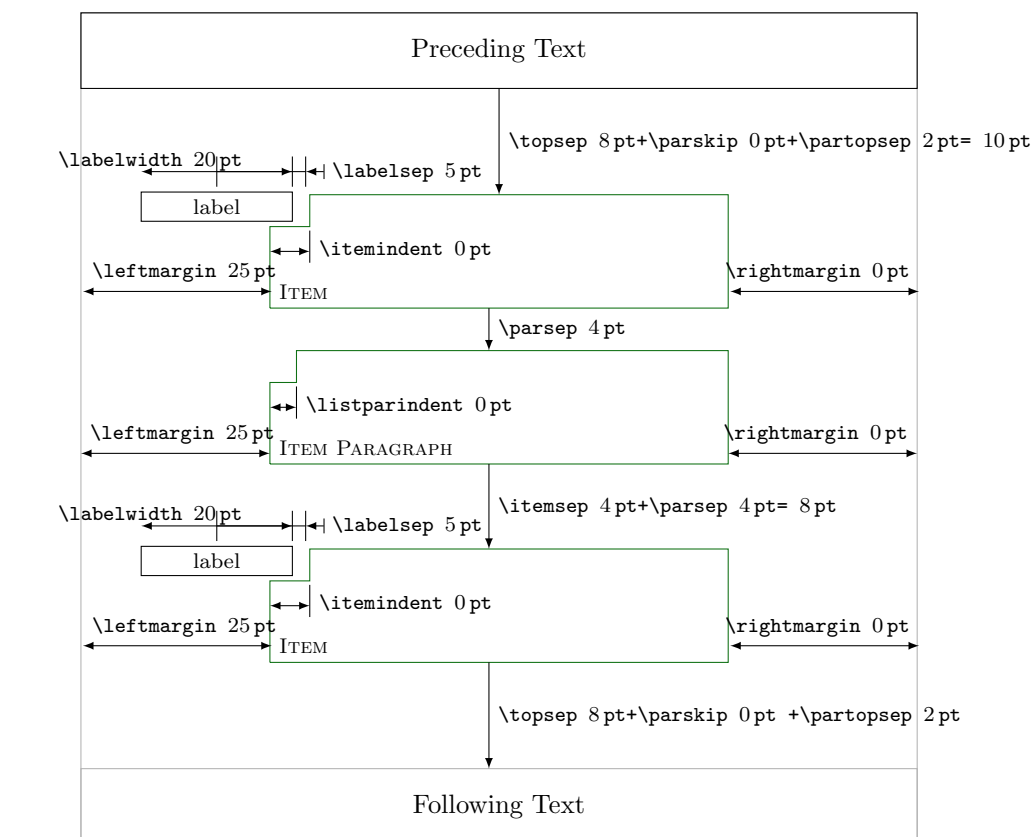 Preceding Text
\topsep 8 pt+\parskip 0 pt+\partopsep 2 pt= 10 pt
\labelwidth 20 pt
\labelsep 5 pt
label
\itemindent 0 pt
\leftmargin 25 pt
\rightmargin 0 pt
Item
\parsep 4 pt
\listparindent 0 pt
\leftmargin 25 pt
\rightmargin 0 pt
Item Paragraph
\itemsep 4 pt+\parsep 4 pt= 8 pt
\labelwidth 20 pt
\labelsep 5 pt
label
\itemindent 0 pt
\leftmargin 25 pt
\rightmargin 0 pt
Item
\topsep 8 pt+\parskip 0 pt +\partopsep 2 pt
Following Text